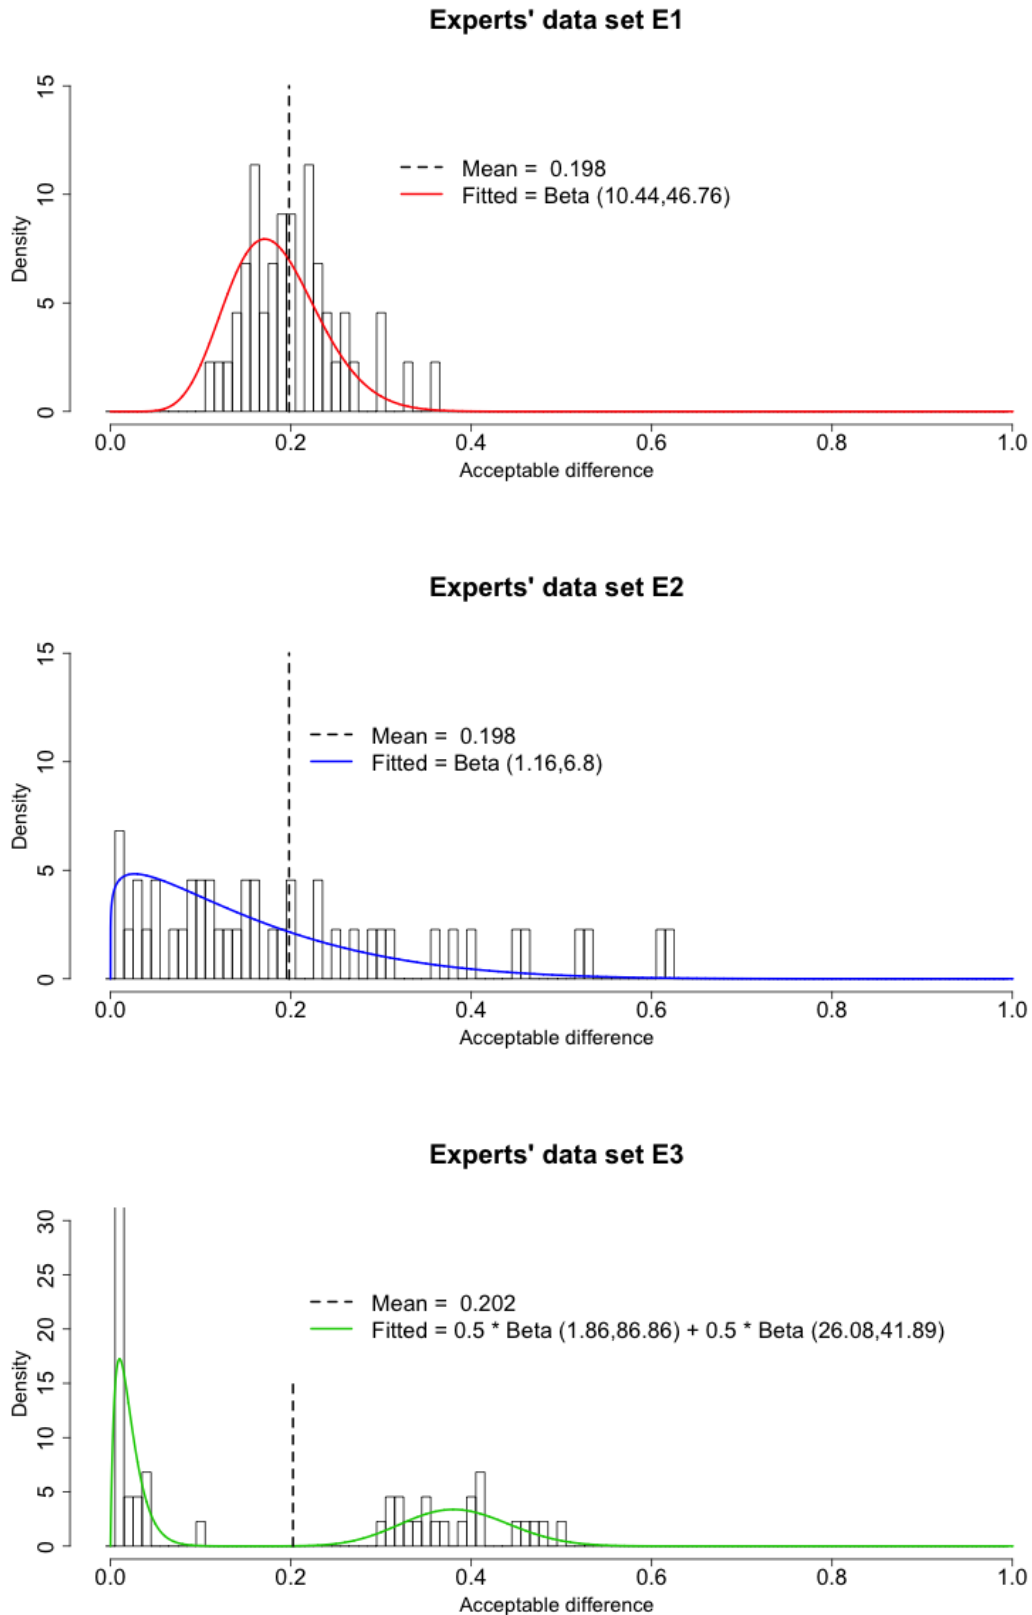 Experts' data set E1
15
10
5
0
Density
Mean =  0.198
Fitted = Beta (10.44,46.76)
0.0 0.2 0.4 0.6 0.8 1.0
Acceptable difference
Experts' data set E2
15
10
5
0
Density
Mean =  0.198
Fitted = Beta (1.16,6.8)
0.0 0.2 0.4 0.6 0.8 1.0
Acceptable difference
Experts' data set E3
30
25
20
15
10
5
0
Density
Mean =  0.202
Fitted = 0.5 * Beta (1.86,86.86) + 0.5 * Beta (26.08,41.89)
0.0 0.2 0.4 0.6 0.8 1.0
Acceptable difference